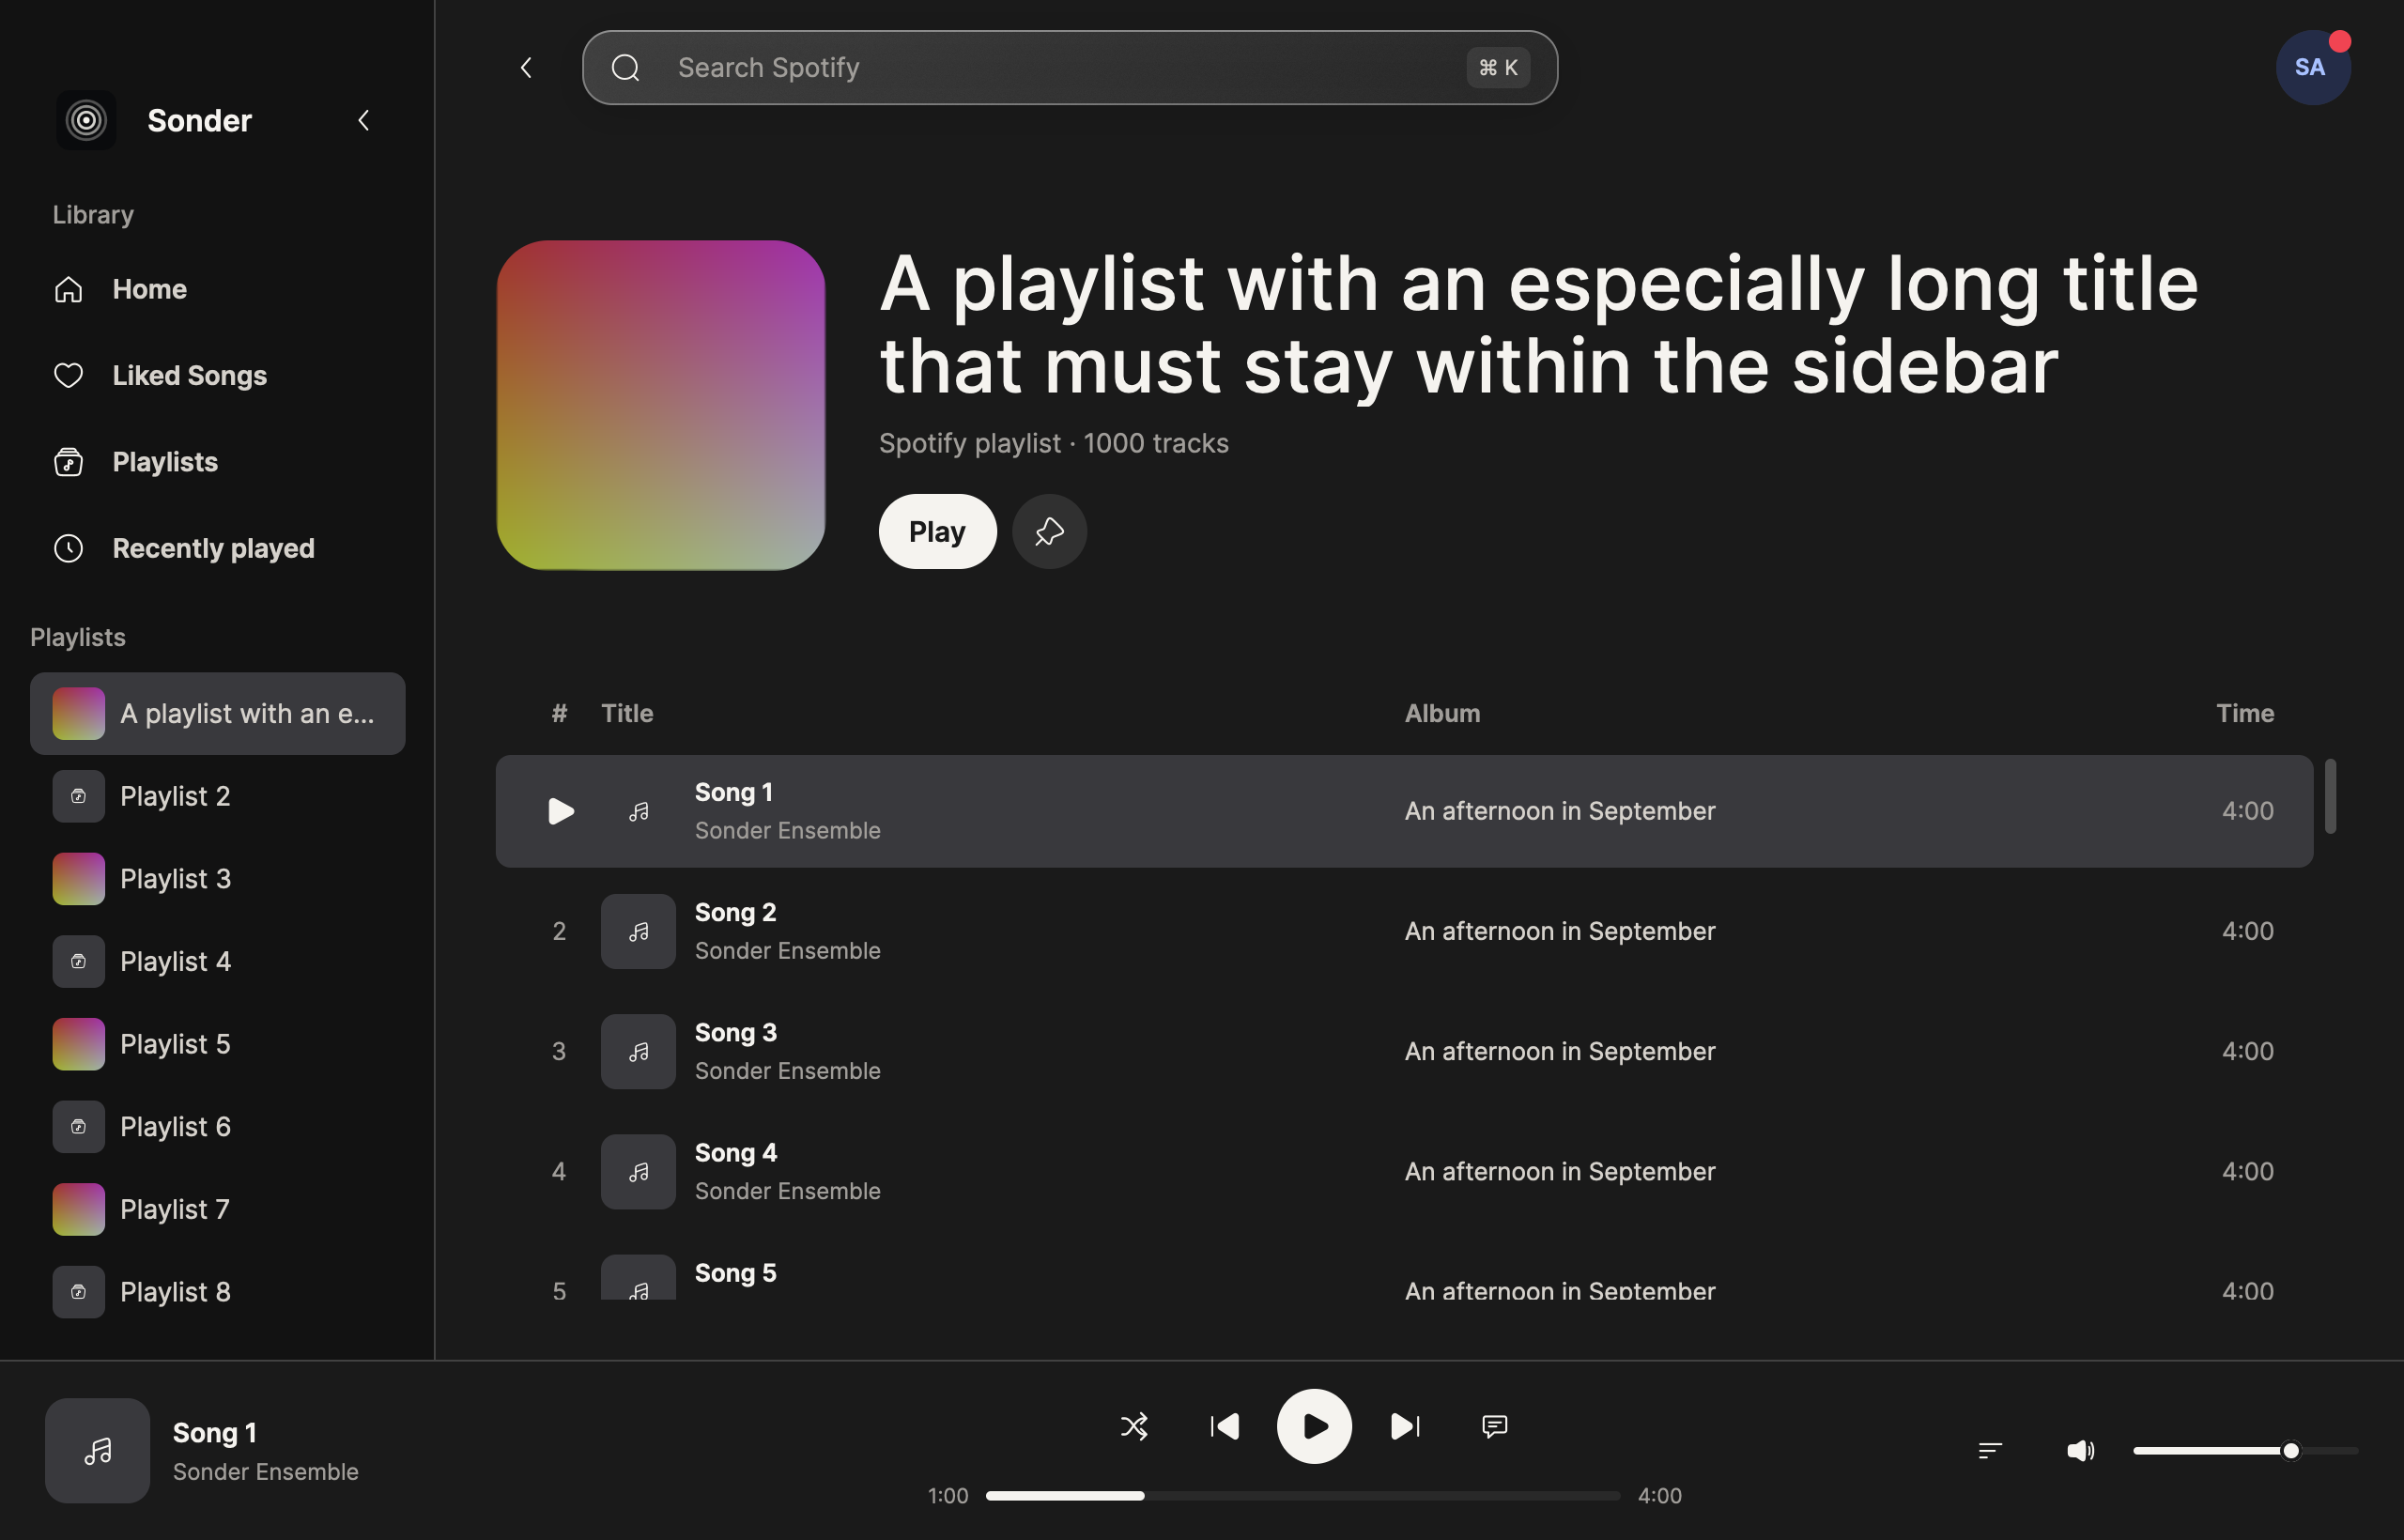 Search Spotify
⌘ K
SA
Sonder
Library
Home
Liked Songs
Playlists
Recently played
Playlists
A playlist with an e...
Playlist 2
Playlist 3
Playlist 4
Playlist 5
Playlist 6
Playlist 7
Playlist 8
A playlist with an especially long title
that must stay within the sidebar
Spotify playlist · 1000 tracks
Play
# Title Album Time
Song 1
Sonder Ensemble
An afternoon in September 4:00
2 Song 2
Sonder Ensemble
An afternoon in September 4:00
3 Song 3
Sonder Ensemble
An afternoon in September 4:00
4 Song 4
Sonder Ensemble
An afternoon in September 4:00
5 Song 5
An afternoon in September 4:00
Song 1
Sonder Ensemble
1:00 4:00